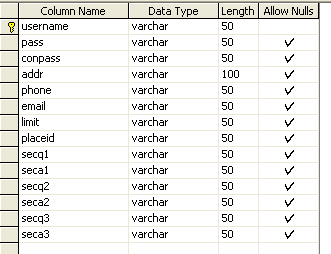 Column Name Data Type Length Allow Nulls
username varchar 50
pass varchar 50
conpass varchar 50
addr varchar 100
phone varchar 50
email varchar 50
limit varchar 50
placeid varchar 50
secq1 varchar 50
seca1 varchar 50
secq2 varchar 50
seca2 varchar 50
secq3 varchar 50
seca3 varchar 50